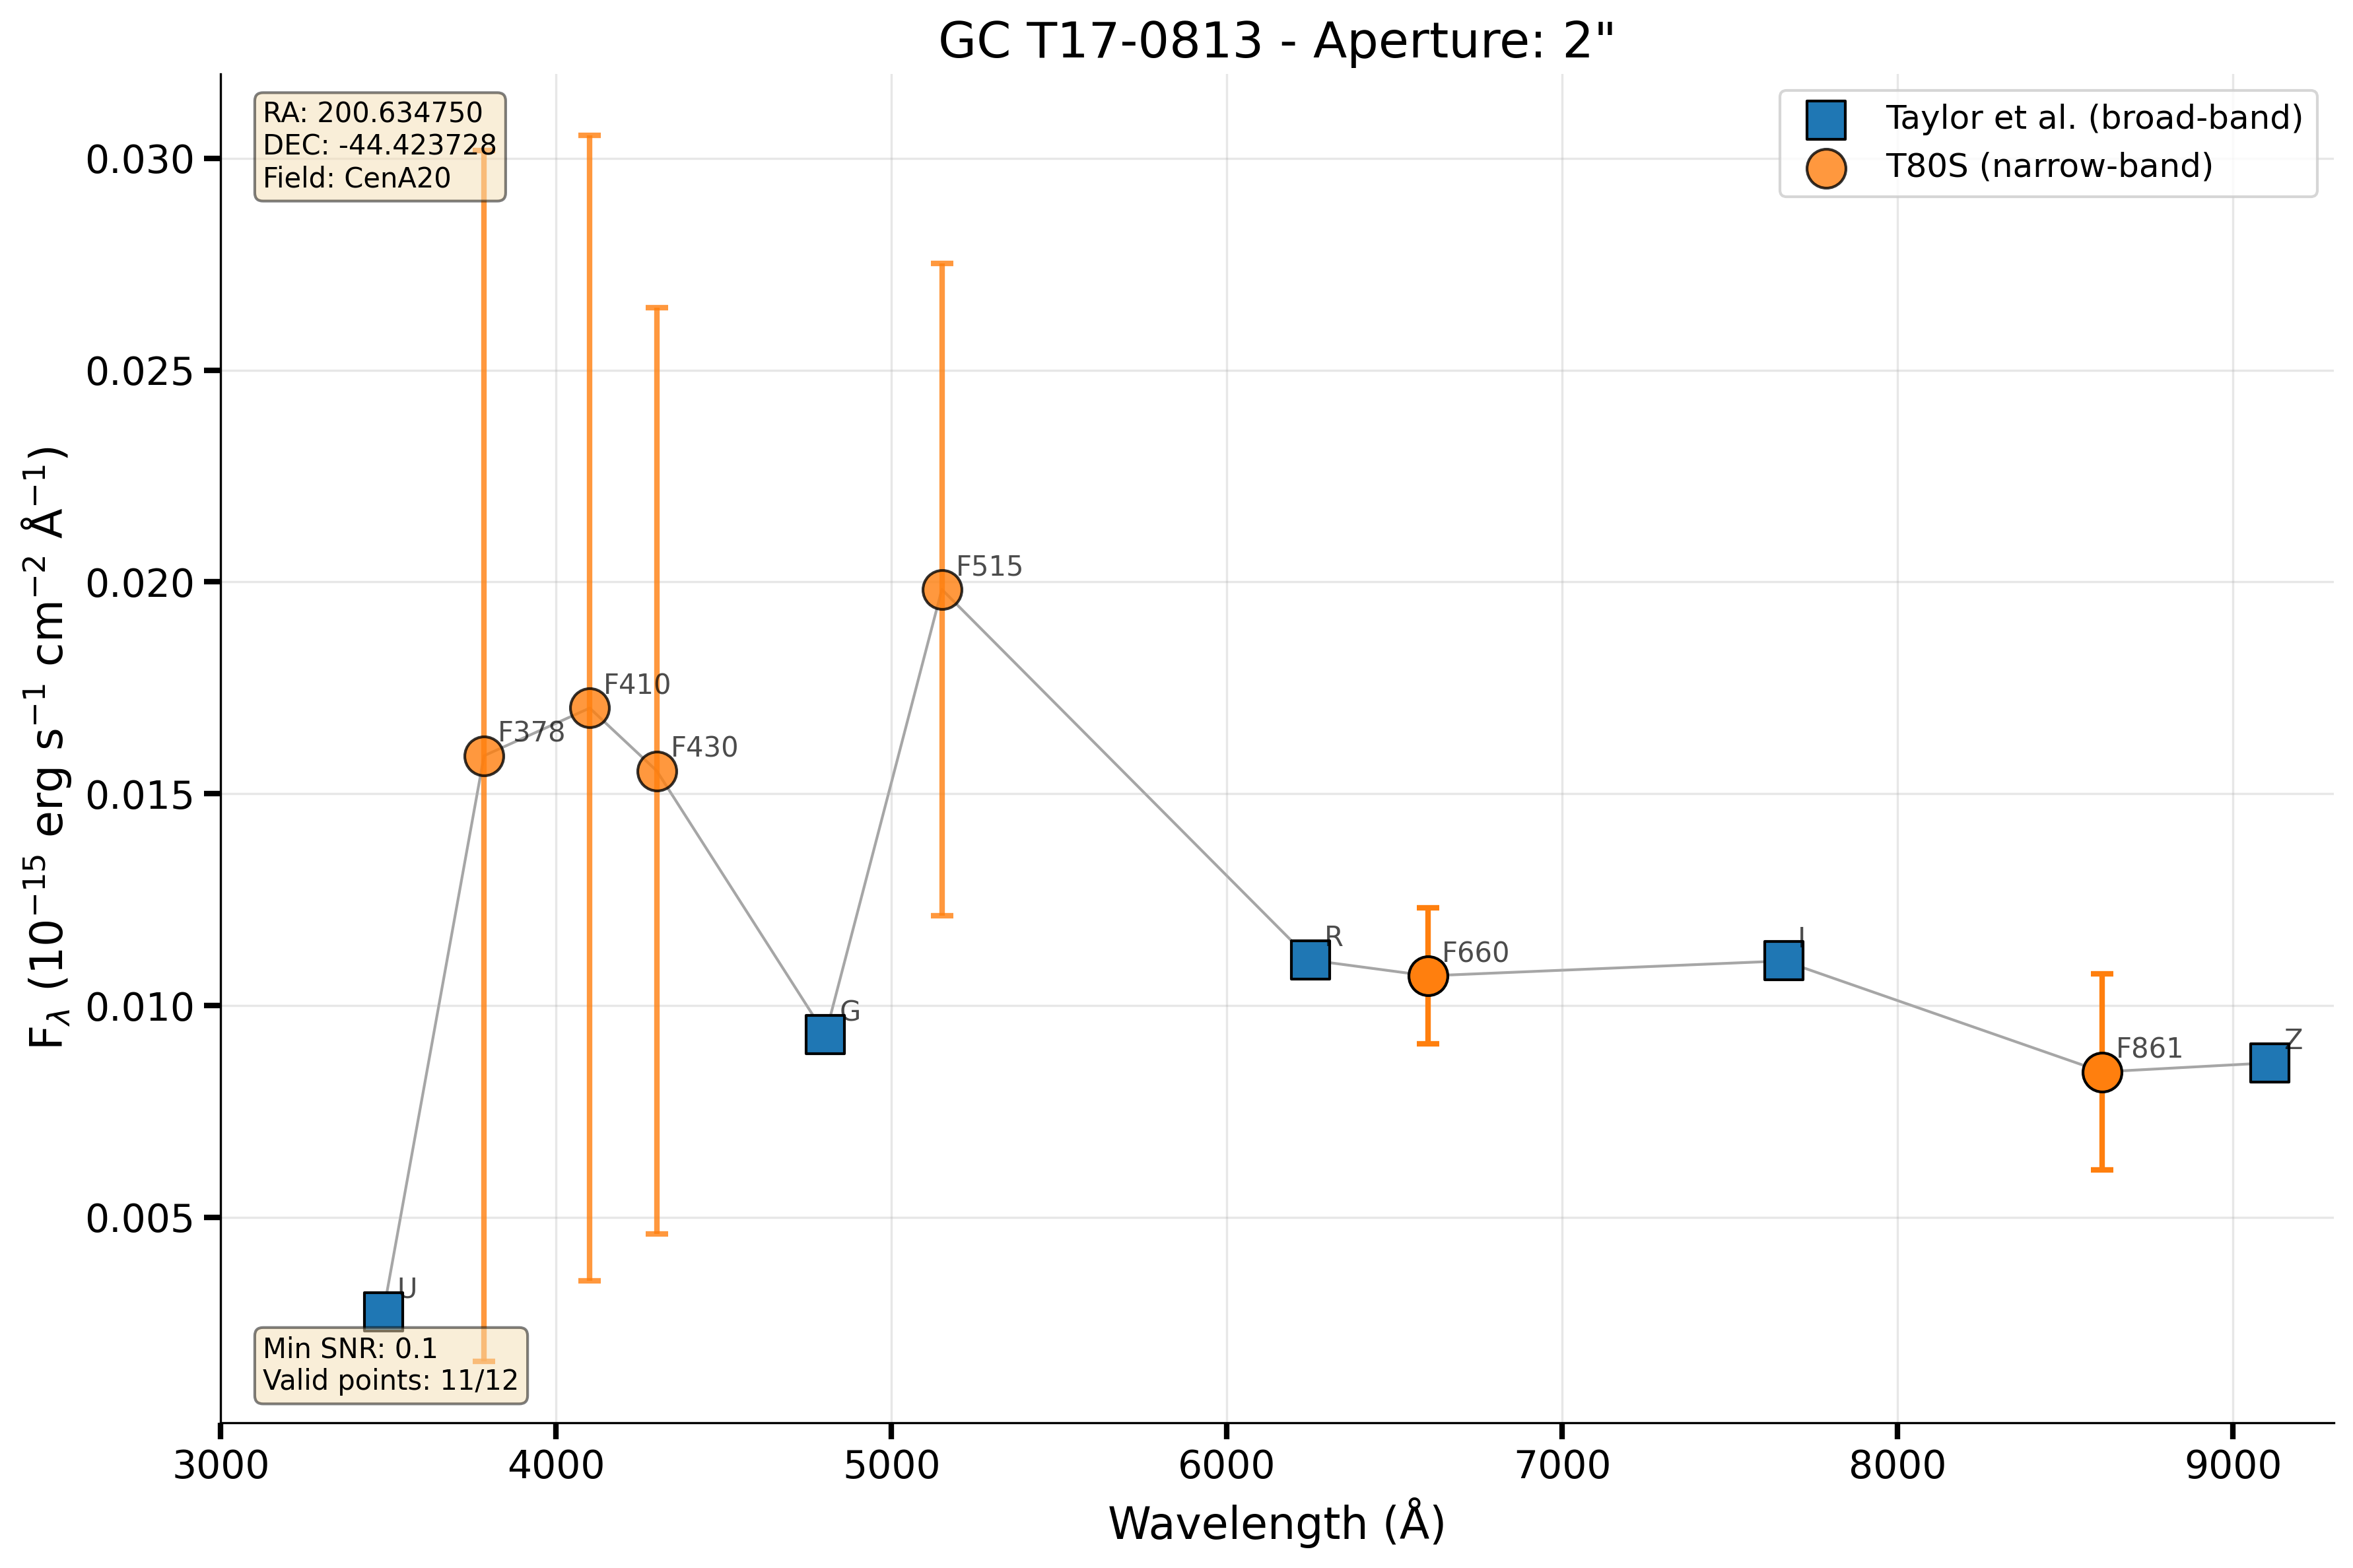 GC T17-0813 - Aperture: 2"
RA: 200.634750
DEC: -44.423728
Field: CenA20
Taylor et al. (broad-band)
T80S (narrow-band)
0.030
0.025
0.020
0.015
0.010
0.005
Fλ (10−15 erg s−1 cm−2 Å−1)
F515
F410
F378
F430
R
I
F660
G
F861
Z
U
Min SNR: 0.1
Valid points: 11/12
3000 4000 5000 6000 7000 8000 9000
Wavelength (Å)